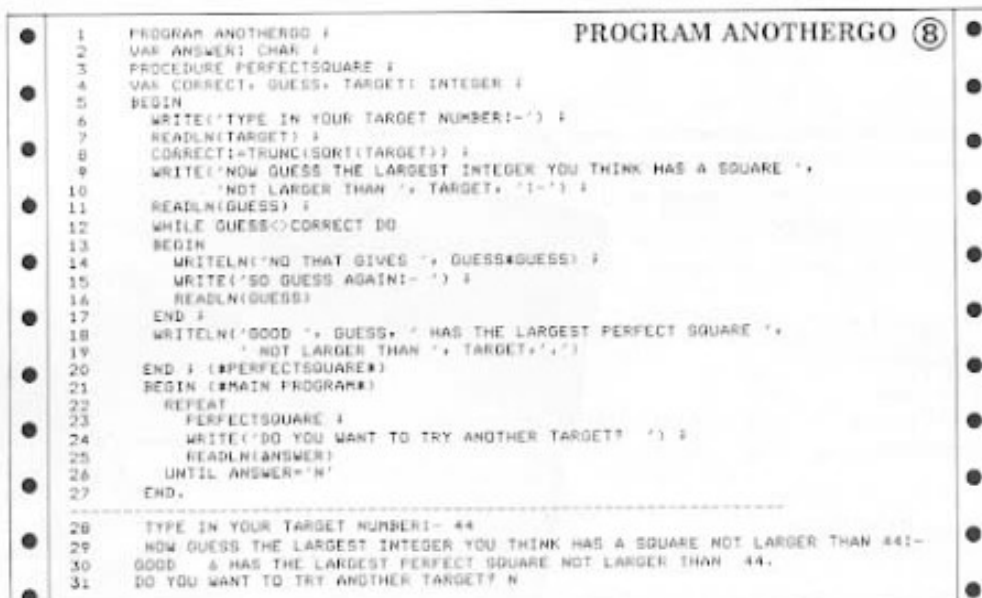 PROGRAM ANOTHERGO ⑧
1 PROGRAM ANOTHERGO ;
2 VAR ANSWER: CHAR ;
3 PROCEDURE PERFECTSQUARE ;
4 VAR CORRECT, GUESS, TARGET: INTEGER ;
5 BEGIN
6 WRITE('TYPE IN YOUR TARGET NUMBER:-') ;
7 READLN(TARGET) ;
8 CORRECT:=TRUNC(SQRT(TARGET)) ;
9 WRITE('NOW GUESS THE LARGEST INTEGER YOU THINK HAS A SQUARE ',
10 'NOT LARGER THAN ', TARGET, ':-') ;
11 READLN(GUESS) ;
12 WHILE GUESS<>CORRECT DO
13 BEGIN
14 WRITELN('NO THAT GIVES ', GUESS*GUESS) ;
15 WRITE('SO GUESS AGAIN:- ') ;
16 READLN(GUESS)
17 END ;
18 WRITELN('GOOD ', GUESS, ' HAS THE LARGEST PERFECT SQUARE ',
19 ' NOT LARGER THAN ', TARGET,'.')
20 END ; (*PERFECTSQUARE*)
21 BEGIN (*MAIN PROGRAM*)
22 REPEAT
23 PERFECTSQUARE ;
24 WRITE('DO YOU WANT TO TRY ANOTHER TARGET? ') ;
25 READLN(ANSWER)
26 UNTIL ANSWER='N'
27 END.
28 TYPE IN YOUR TARGET NUMBER:- 44
29 NOW GUESS THE LARGEST INTEGER YOU THINK HAS A SQUARE NOT LARGER THAN 44:-
30 GOOD 6 HAS THE LARGEST PERFECT SQUARE NOT LARGER THAN 44.
31 DO YOU WANT TO TRY ANOTHER TARGET? N